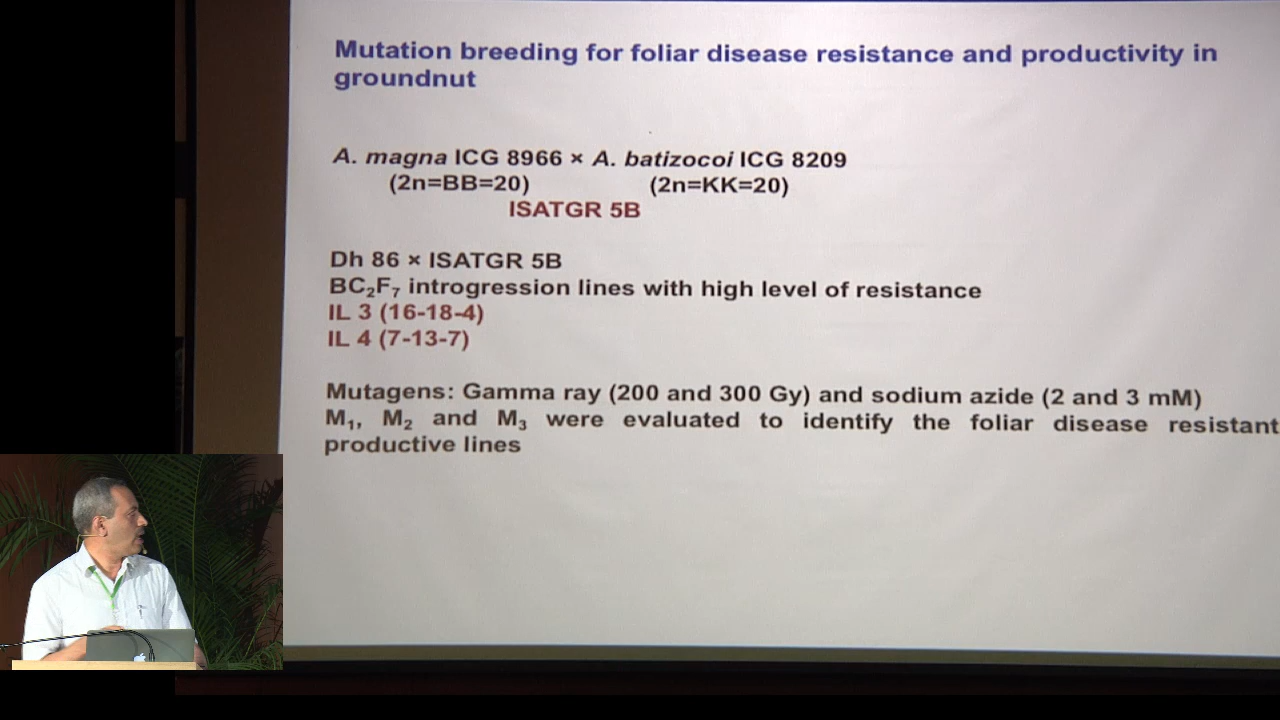 Mutation breeding for foliar disease resistance and productivity in
groundnut
A. magna ICG 8966 × A. batizocoi ICG 8209
(2n=BB=20) (2n=KK=20)
ISATGR 5B
Dh 86 × ISATGR 5B
BC₂F₇ introgression lines with high level of resistance
IL 3 (16-18-4)
IL 4 (7-13-7)
Mutagens: Gamma ray (200 and 300 Gy) and sodium azide (2 and 3 mM)
M₁, M₂ and M₃ were evaluated to identify the foliar disease resistant
productive lines